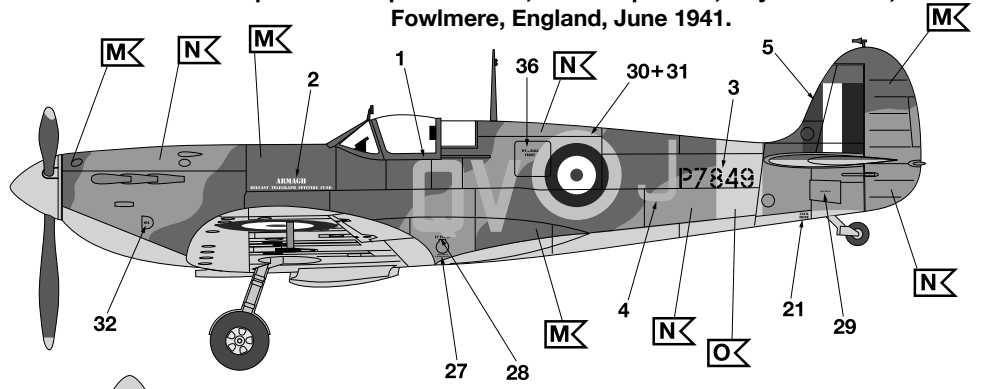 Fowlmere, England, June 1941.
M
M N M
5
1 36 N 30+31
2 3
ARMAGH
BELFAST TELEGRAPH SPITFIRE FUND
QV J P7849
32 4 21 29 N
M N O
27 28